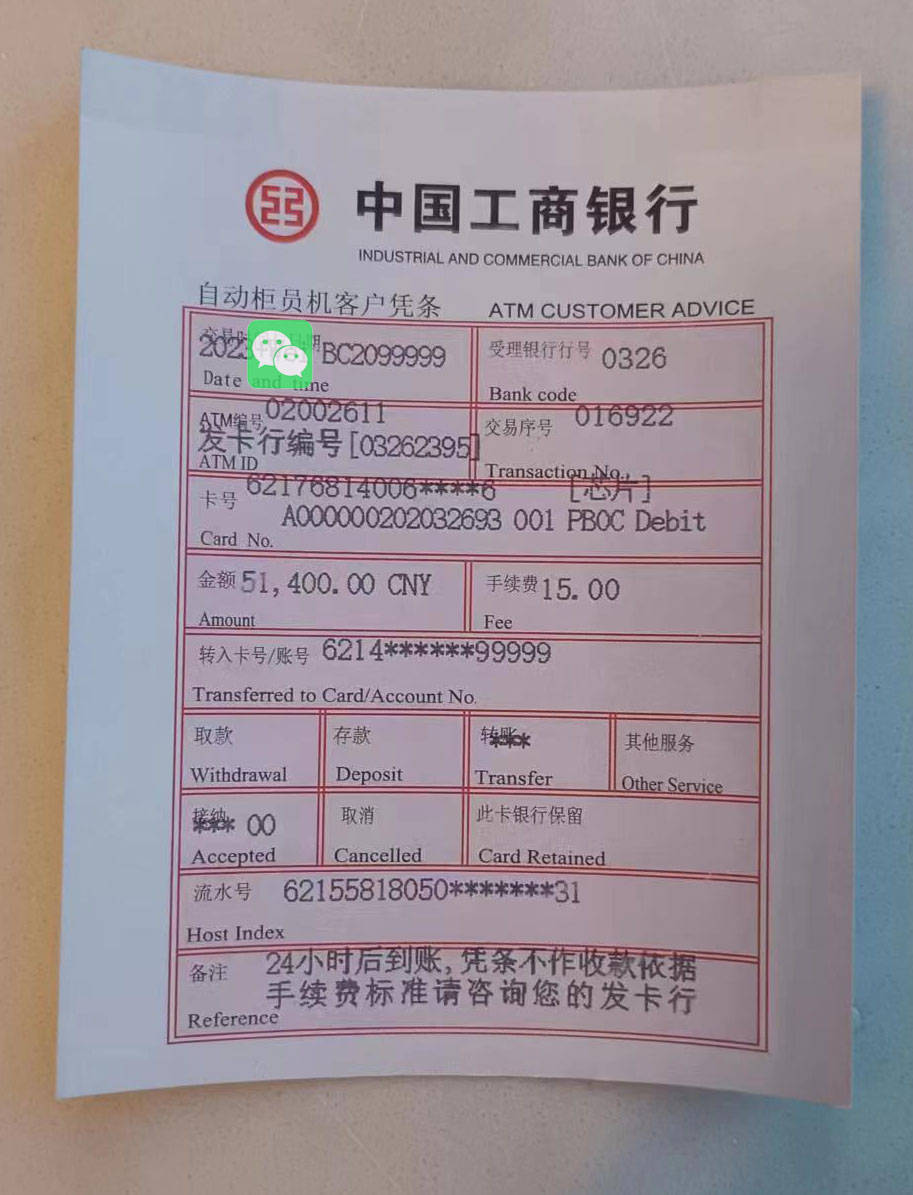 中国工商银行
INDUSTRIAL AND COMMERCIAL BANK OF CHINA
自动柜员机客户凭条 ATM CUSTOMER ADVICE
2023 BC2099999
Date and time
受理银行行号 0326
Bank code
ATM编号 02002611
发卡行编号[03262395]
ATM ID
交易序号 016922
Transaction No.
卡号 62176814006****6 [芯片]
A000000202032693 001 PBOC Debit
Card No.
金额 51,400.00 CNY
Amount
手续费 15.00
Fee
转入卡号/账号 6214******99999
Transferred to Card/Account No.
取款
Withdrawal
存款
Deposit
转账 ***
Transfer
其他服务
Other Service
接纳 *** 00
Accepted
取消
Cancelled
此卡银行保留
Card Retained
流水号 62155818050*******31
Host Index
备注 24小时后到账,凭条不作收款依据
手续费标准请咨询您的发卡行
Reference